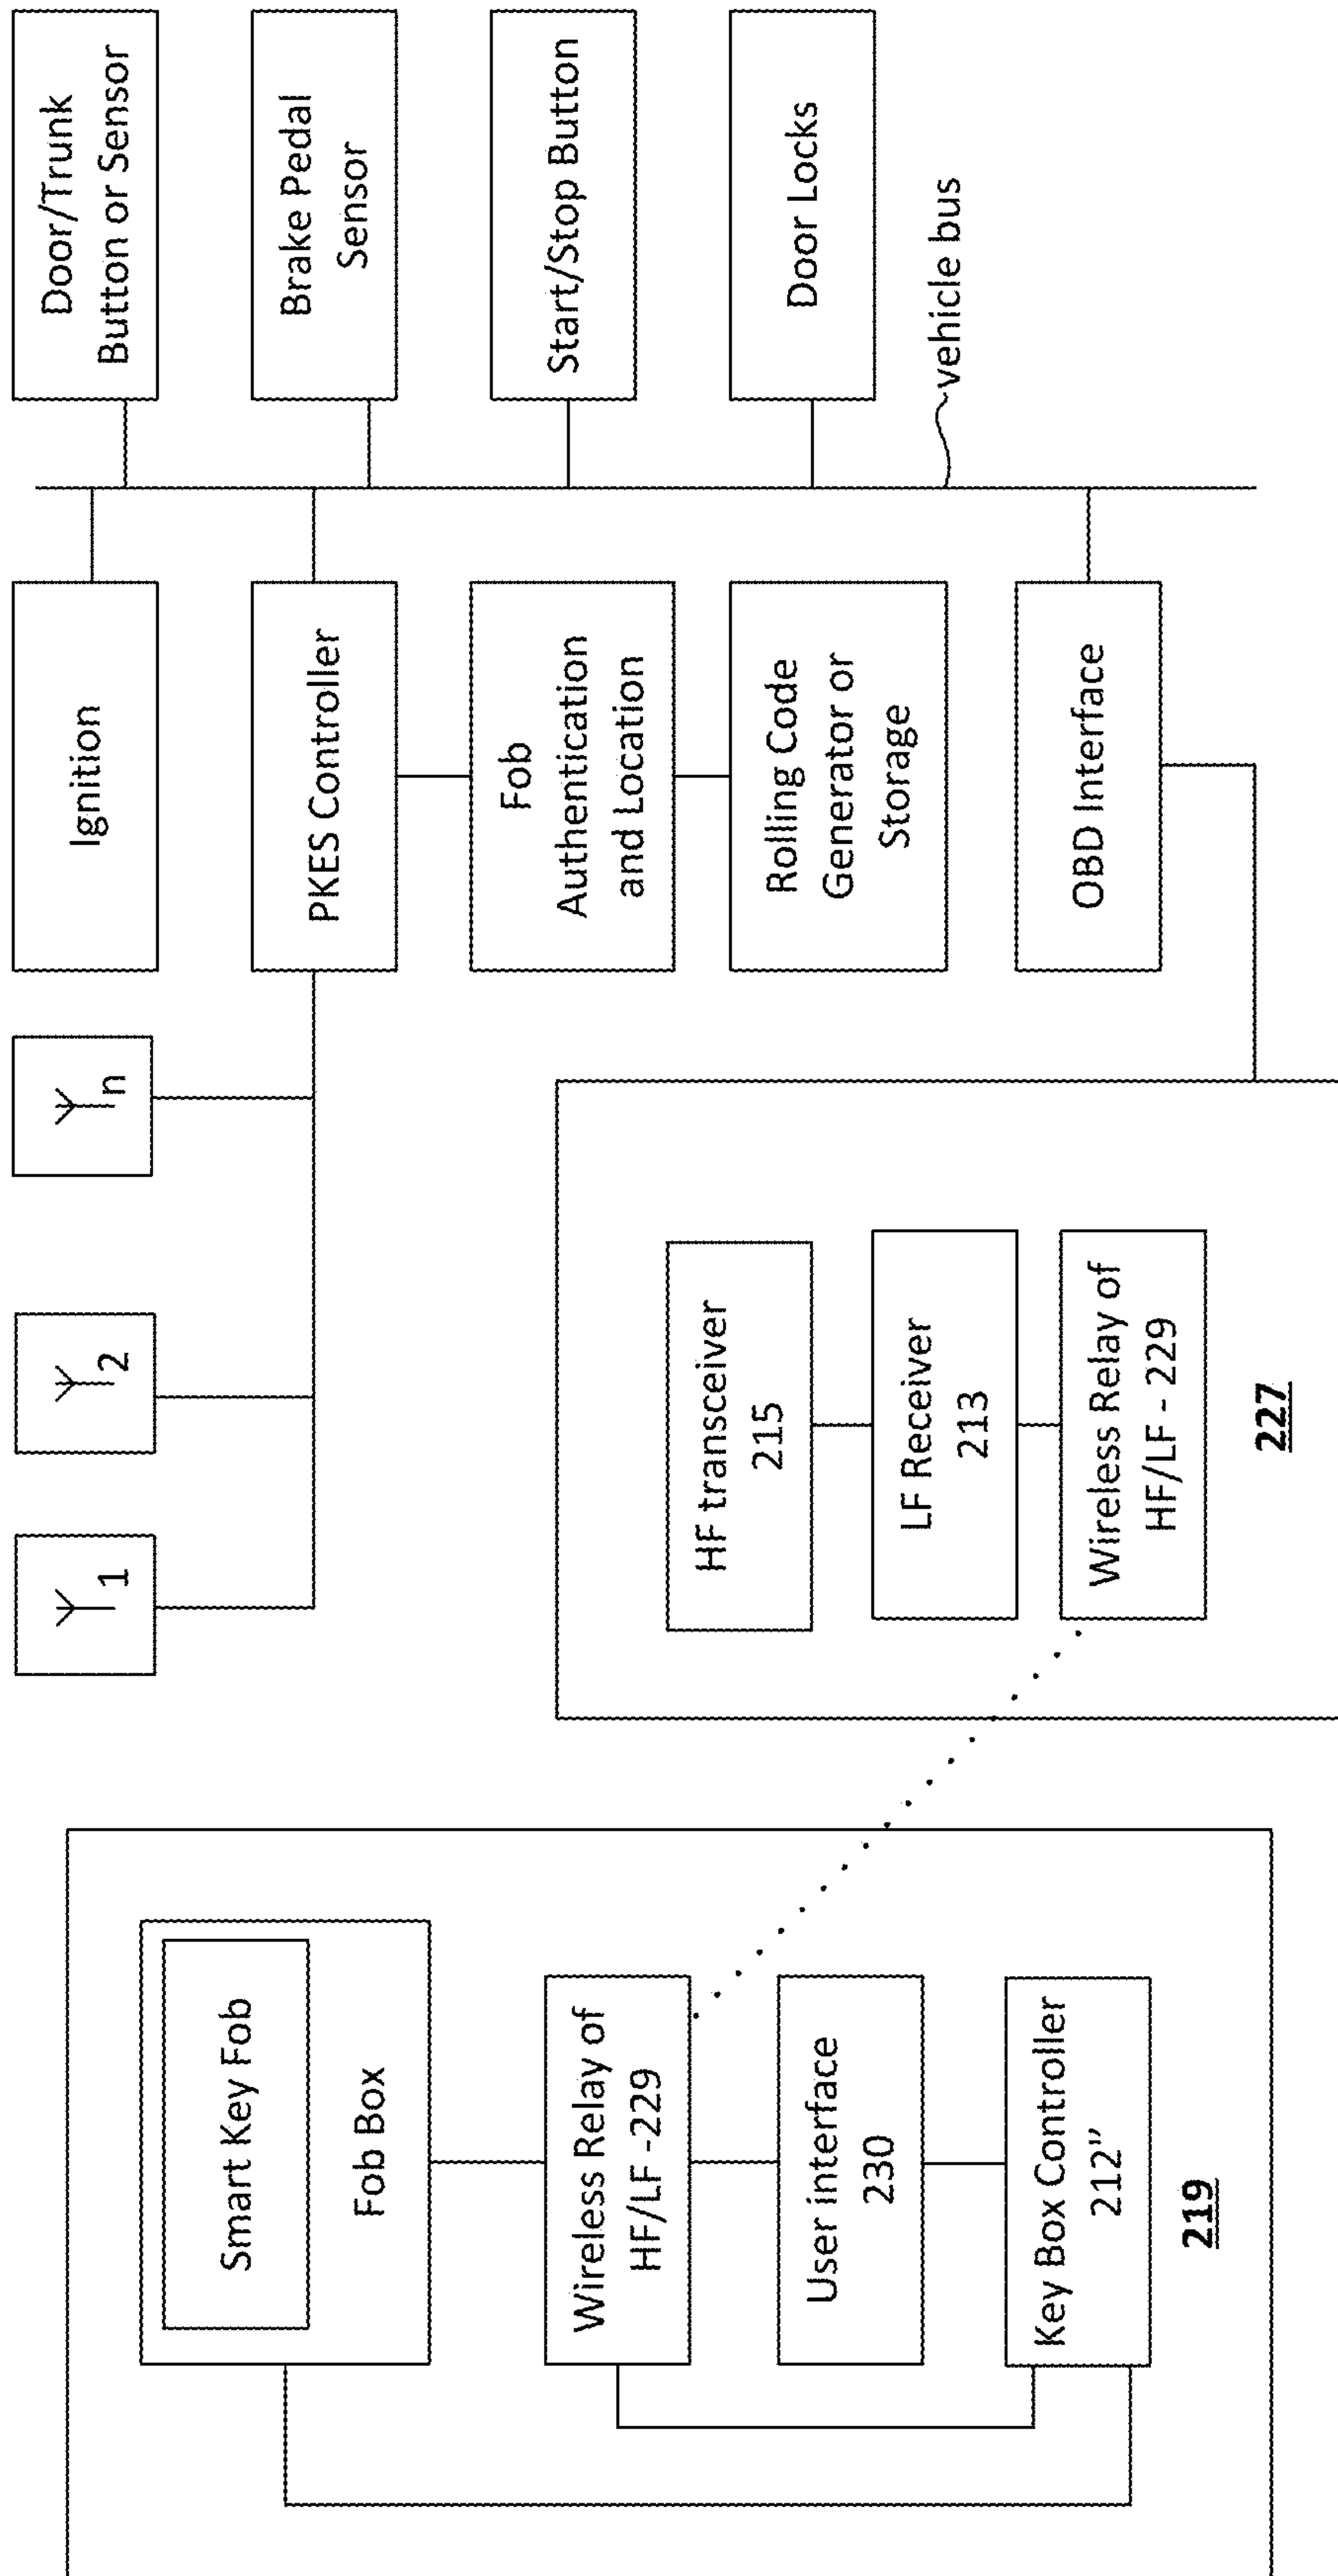 Smart Key Fob
Fob Box
Wireless Relay of
HF/LF -229
User interface
230
Key Box Controller
212”
219
1
2
n
HF transceiver
215
LF Receiver
213
Wireless Relay of
HF/LF - 229
227
Ignition
PKES Controller
Fob
Authentication
and Location
Rolling Code
Generator or
Storage
OBD Interface
Door/Trunk
Button or Sensor
Brake Pedal
Sensor
Start/Stop Button
Door Locks
vehicle bus